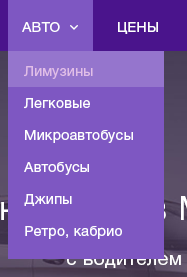 АВТО ЦЕНЫ
Лимузины
Легковые
Микроавтобусы
Автобусы
Джипы
Ретро, кабрио
с водителем